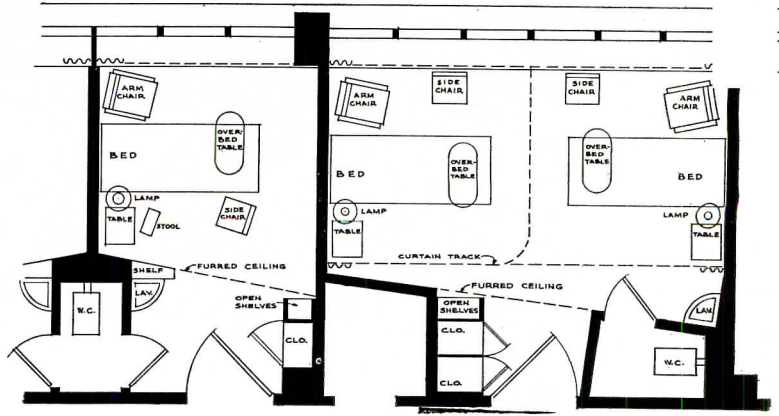 ARM
CHAIR
OVER-
BED
TABLE
BED
LAMP
TABLE
STOOL
SIDE
CHAIR
SHELF
FURRED CEILING
LAV.
W.C.
OPEN
SHELVES
CLO.
ARM
CHAIR
SIDE
CHAIR
SIDE
CHAIR
ARM
CHAIR
BED
OVER-
BED
TABLE
OVER-
BED
TABLE
BED
LAMP
TABLE
LAMP
TABLE
CURTAIN TRACK
FURRED CEILING
OPEN
SHELVES
CLO.
CLO.
LAV.
W.C.